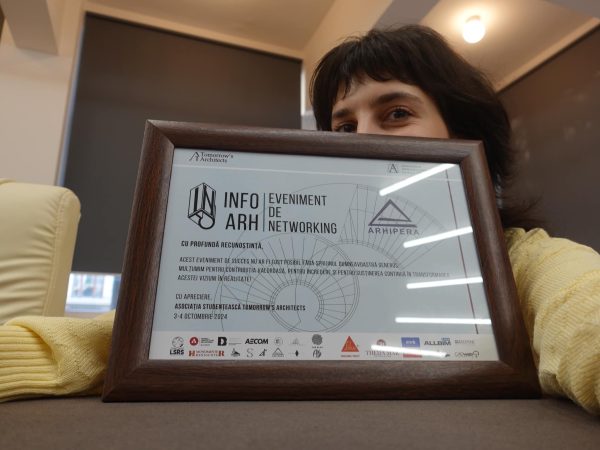 Tomorrow's
Architects
INFO
ARH
EVENIMENT
DE
NETWORKING
ARHIPERA
CU PROFUNDĂ RECUNOȘTINȚĂ,
ACEST EVENIMENT DE SUCCES NU AR FI FOST POSIBIL FĂRĂ SPRIJINUL DUMNEAVOASTRĂ GENEROS.
MULȚUMIM PENTRU CONTRIBUȚIA VALOROASĂ, PENTRU ÎNCREDERE ȘI PENTRU SUSȚINEREA CONTINUĂ ÎN TRANSFORMAREA
ACESTEI VIZIUNI ÎN REALITATE!
CU APRECIERE,
ASOCIAȚIA STUDENȚEASCĂ TOMORROW'S ARCHITECTS
3-4 OCTOMBRIE 2024
AECOM
ALLBIM
LSRS